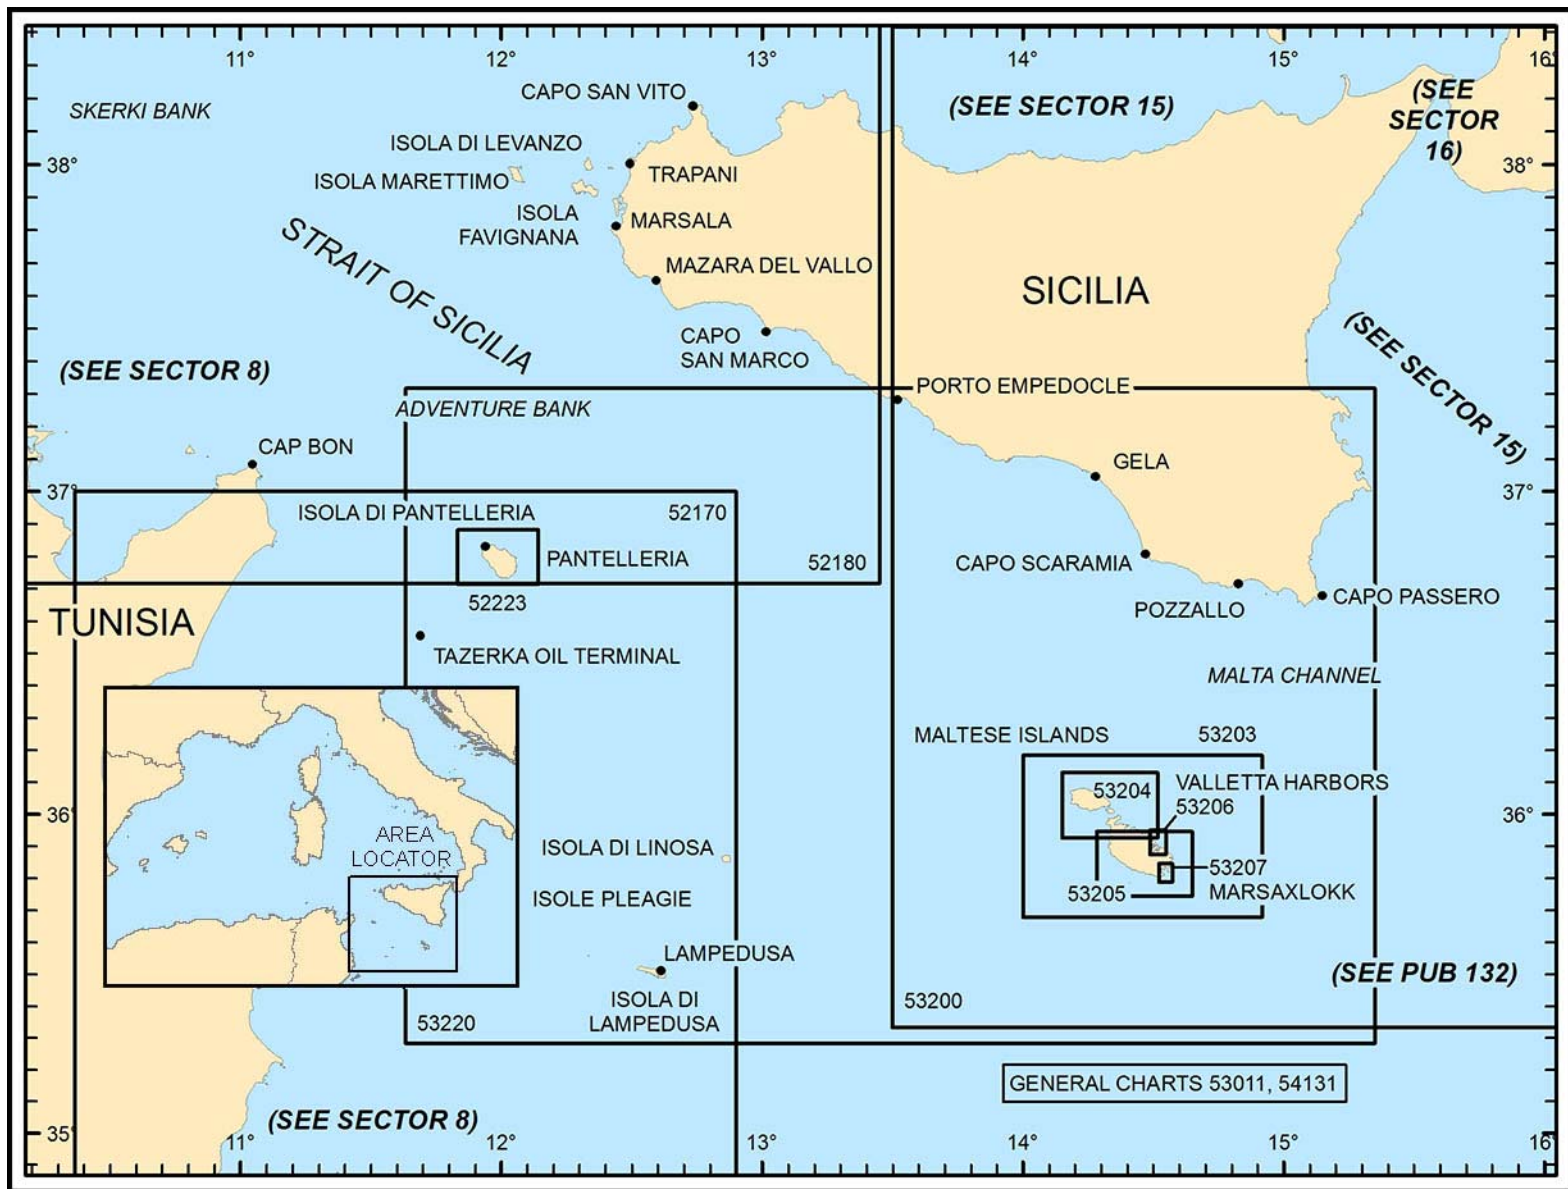 11°
12°
13°
14°
15°
16°
SKERKI BANK
CAPO SAN VITO
(SEE SECTOR 15)
(SEE
SECTOR
16)
38°
38°
ISOLA DI LEVANZO
ISOLA MARETTIMO
TRAPANI
ISOLA
FAVIGNANA
MARSALA
STRAIT OF SICILIA
MAZARA DEL VALLO
SICILIA
CAPO
SAN MARCO
(SEE SECTOR 8)
(SEE SECTOR 15)
PORTO EMPEDOCLE
ADVENTURE BANK
CAP BON
GELA
37°
37°
ISOLA DI PANTELLERIA
52170
PANTELLERIA
52180
CAPO SCARAMIA
52223
POZZALLO
CAPO PASSERO
TUNISIA
TAZERKA OIL TERMINAL
MALTA CHANNEL
MALTESE ISLANDS
53203
53204
VALLETTA HARBORS
53206
36°
36°
AREA
LOCATOR
ISOLA DI LINOSA
53207
53205
MARSAXLOKK
ISOLE PLEAGIE
LAMPEDUSA
(SEE PUB 132)
ISOLA DI
LAMPEDUSA
53200
53220
GENERAL CHARTS 53011, 54131
(SEE SECTOR 8)
35°
35°
11°
12°
13°
14°
15°
16°